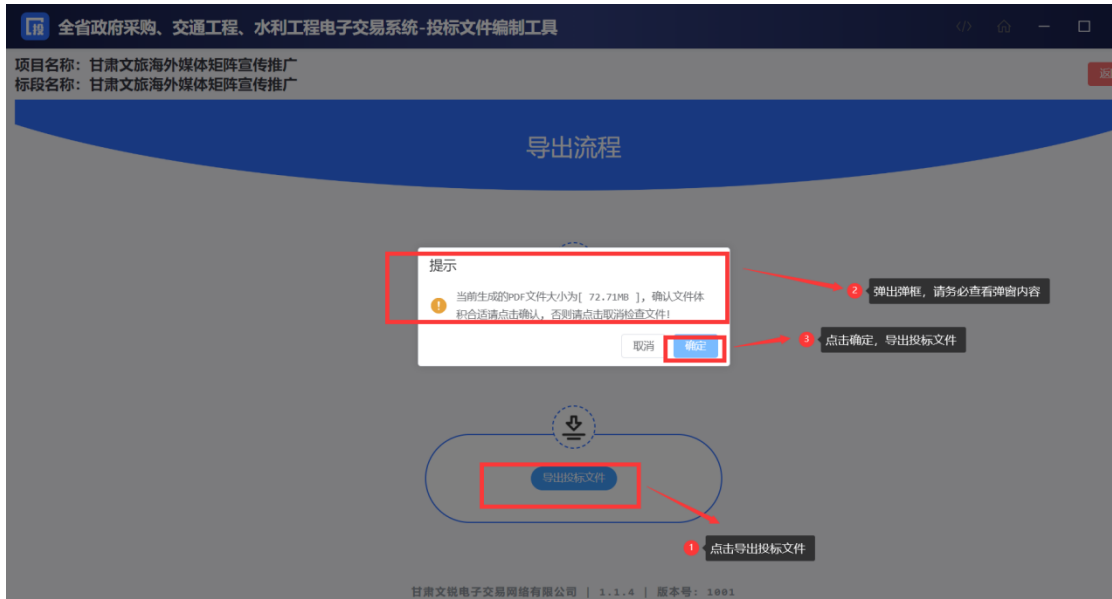 全省政府采购、交通工程、水利工程电子交易系统-投标文件编制工具
项目名称：甘肃文旅海外媒体矩阵宣传推广
标段名称：甘肃文旅海外媒体矩阵宣传推广
返
导出流程
提示
当前生成的PDF文件大小为[ 72.71MB ]，确认文件体
积合适请点击确认，否则请点击取消检查文件！
取消 确定
2 弹出弹框，请务必查看弹窗内容
3 点击确定，导出投标文件
导出投标文件
1 点击导出投标文件
甘肃文锐电子交易网络有限公司 | 1.1.4 | 版本号: 1001